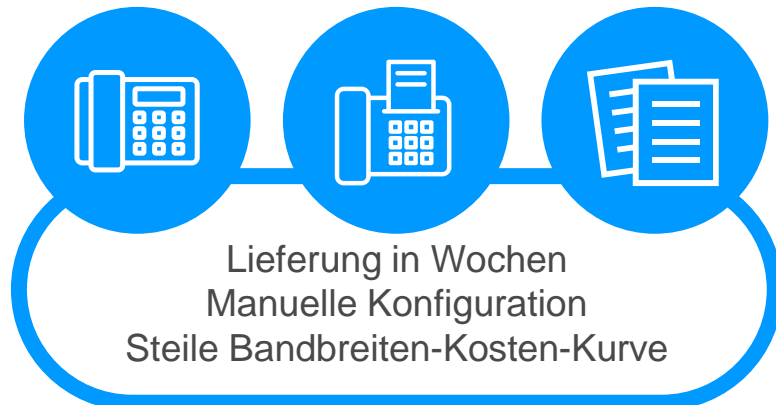 Lieferung in Wochen
Manuelle Konfiguration
Steile Bandbreiten-Kosten-Kurve